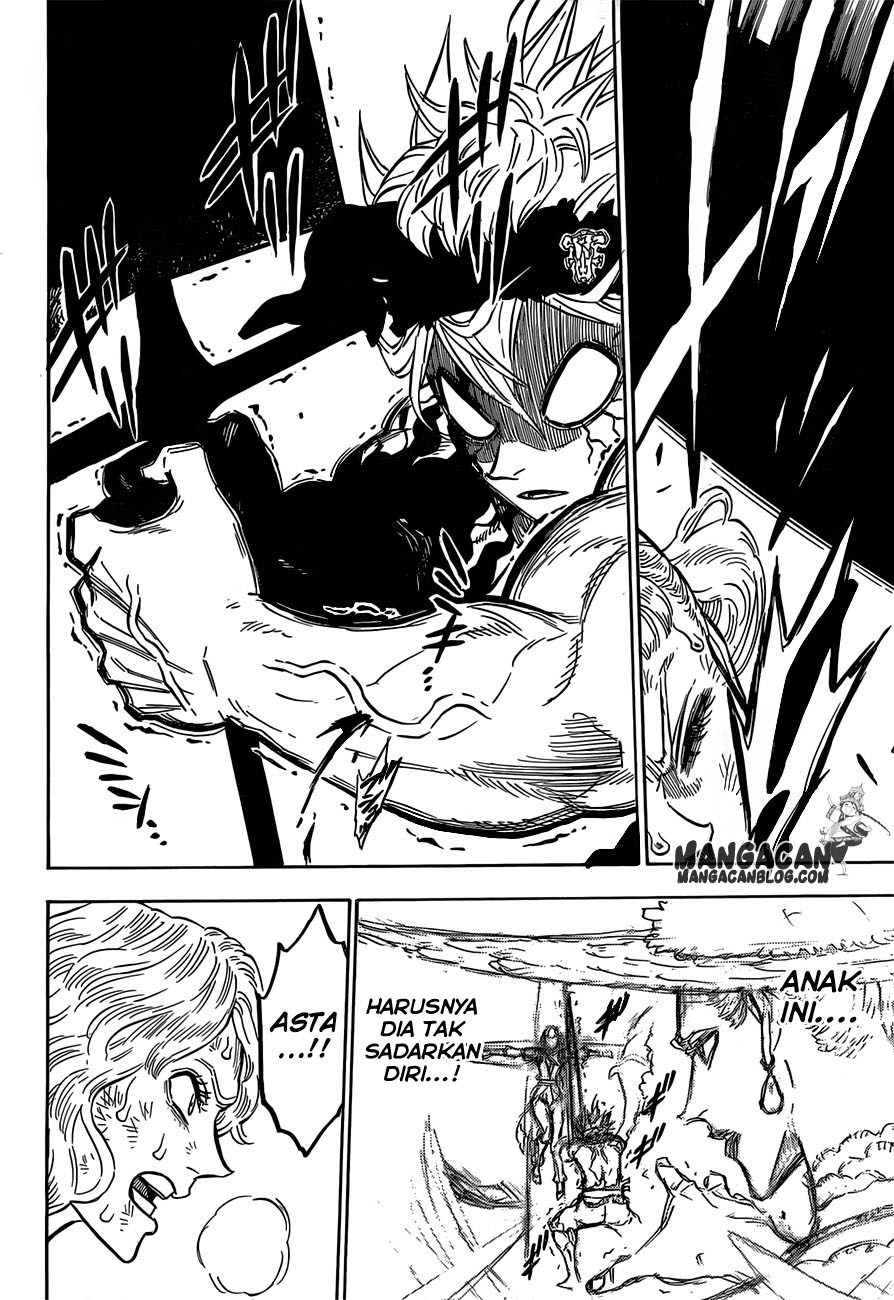 MANGACAN
MANGACANBLOG.COM
ANAK
INI....
HARUSNYA
DIA TAK
SADARKAN
DIRI...!
ASTA
...!!